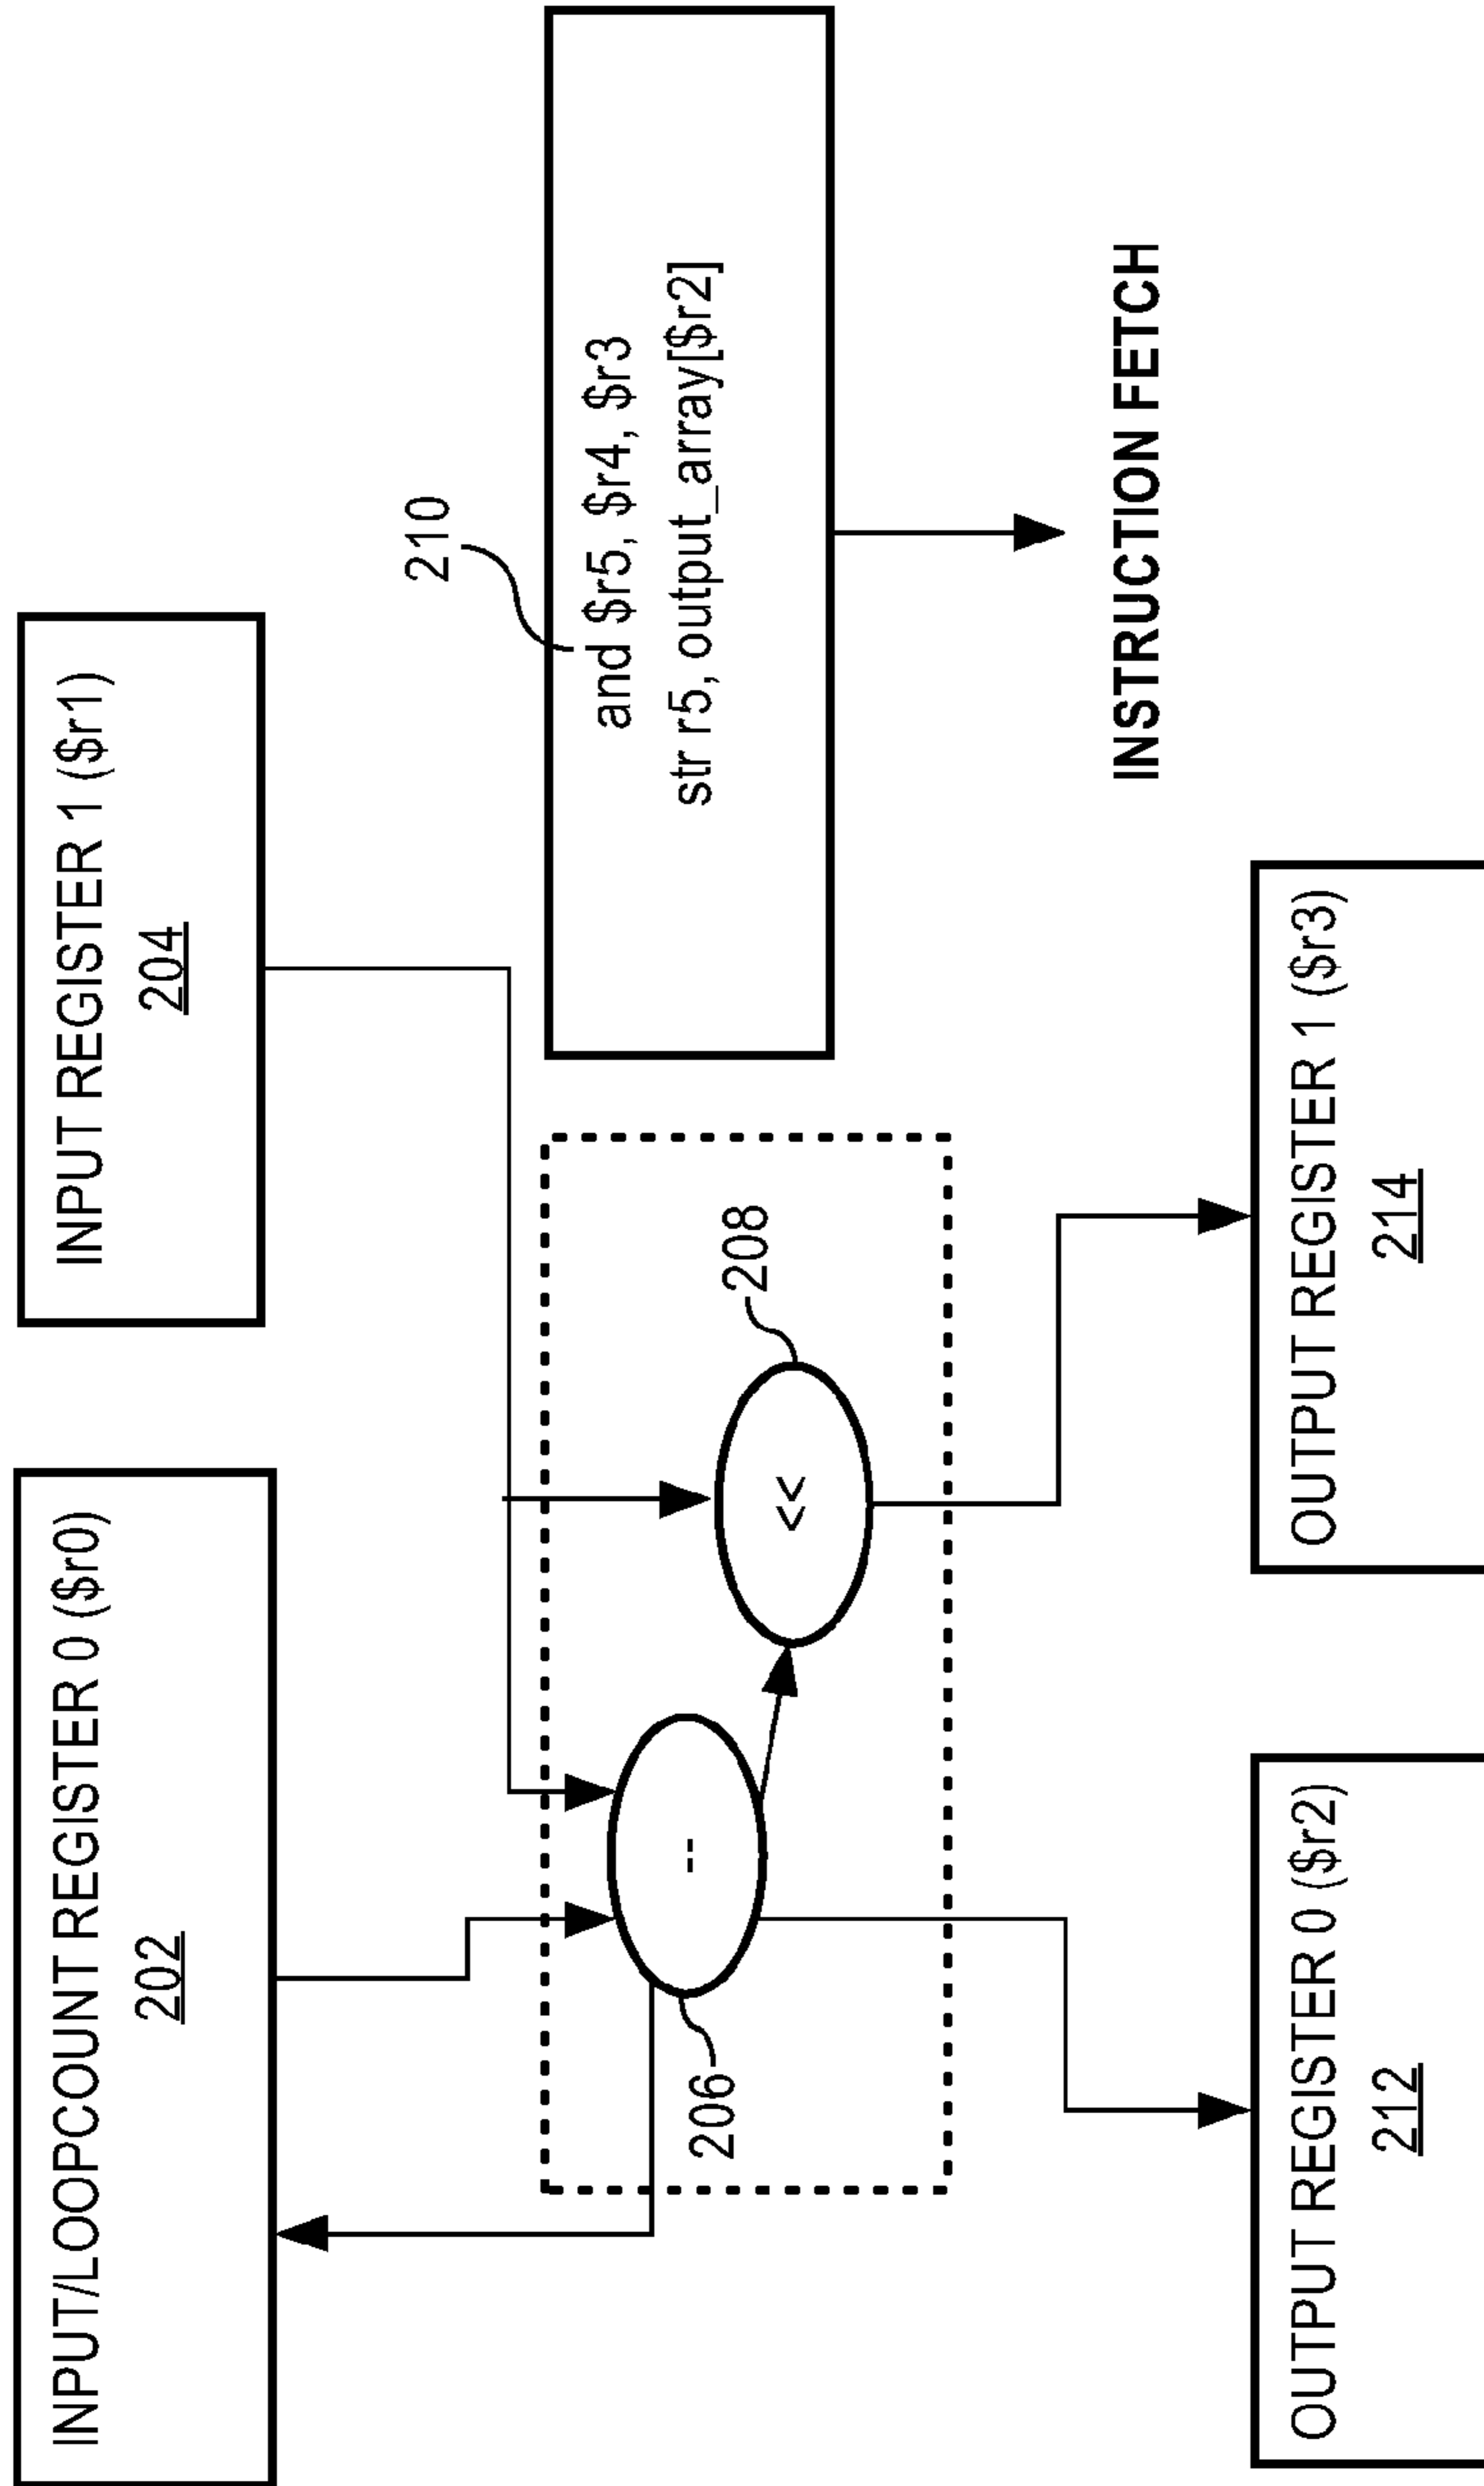 INPUT/LOOPCOUNT REGISTER 0 ($r0)
202
INPUT REGISTER 1 ($r1)
204
210
and $r5, $r4, $r3
str r5, output_array[$r2]
INSTRUCTION FETCH
206
--
208
<<
OUTPUT REGISTER 0 ($r2)
212
OUTPUT REGISTER 1 ($r3)
214